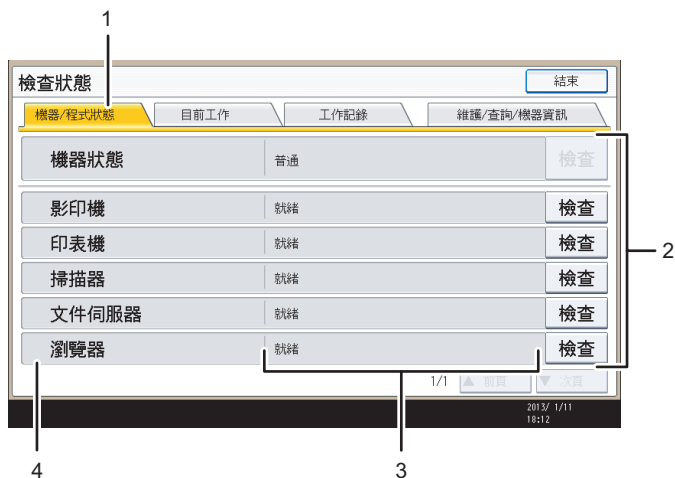 1
檢查狀態 結束
機器/程式狀態 目前工作 工作記錄 維護/查詢/機器資訊
機器狀態 普通 檢查
影印機 就緒 檢查
印表機 就緒 檢查
2
掃描器 就緒 檢查
文件伺服器 就緒 檢查
瀏覽器 就緒 檢查
1/1 ▲ 前頁 ▼ 次頁
2013/ 1/11
18:12
4 3